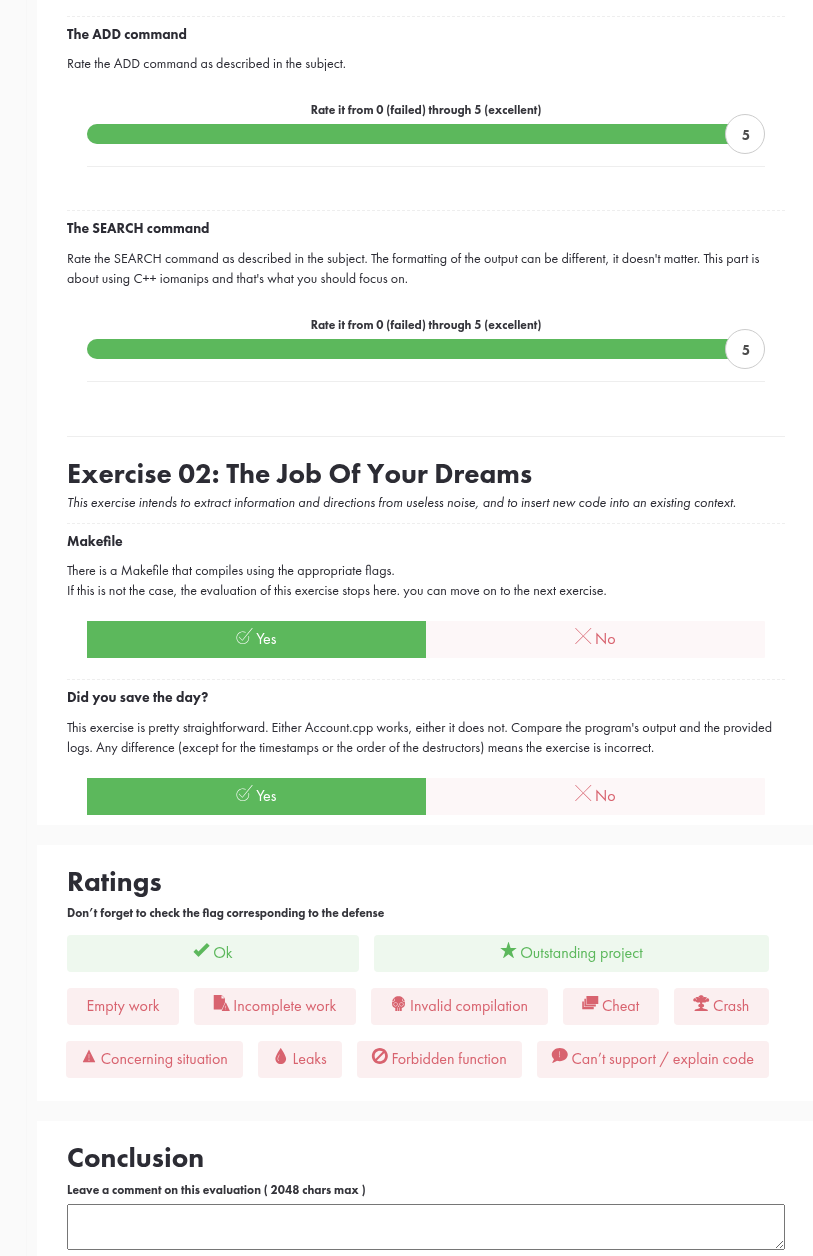 The ADD command
Rate the ADD command as described in the subject.
Rate it from 0 (failed) through 5 (excellent)
5
The SEARCH command
Rate the SEARCH command as described in the subject. The formatting of the output can be different, it doesn't matter. This part is
about using C++ iomanips and that's what you should focus on.
Rate it from 0 (failed) through 5 (excellent)
5
Exercise 02: The Job Of Your Dreams
This exercise intends to extract information and directions from useless noise, and to insert new code into an existing context.
Makefile
There is a Makefile that compiles using the appropriate flags.
If this is not the case, the evaluation of this exercise stops here. you can move on to the next exercise.
Yes No
Did you save the day?
This exercise is pretty straightforward. Either Account.cpp works, either it does not. Compare the program's output and the provided
logs. Any difference (except for the timestamps or the order of the destructors) means the exercise is incorrect.
Yes No
Ratings
Don’t forget to check the flag corresponding to the defense
Ok Outstanding project
Empty work Incomplete work Invalid compilation Cheat Crash
Concerning situation Leaks Forbidden function Can’t support / explain code
Conclusion
Leave a comment on this evaluation ( 2048 chars max )